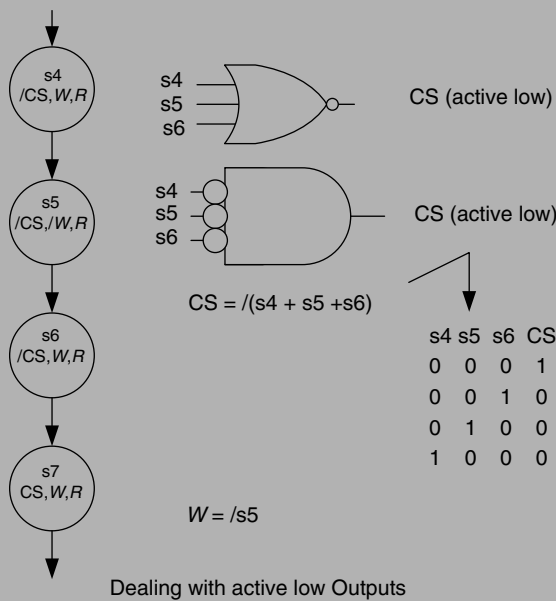 s4
/CS,W,R
s5
/CS,/W,R
s6
/CS,W,R
s7
CS,W,R
s4
s5
s6
CS (active low)
s4
s5
s6
CS (active low)
CS = /(s4 + s5 +s6)
s4 s5 s6 CS
0 0 0 1
0 0 1 0
0 1 0 0
1 0 0 0
W = /s5
Dealing with active low Outputs